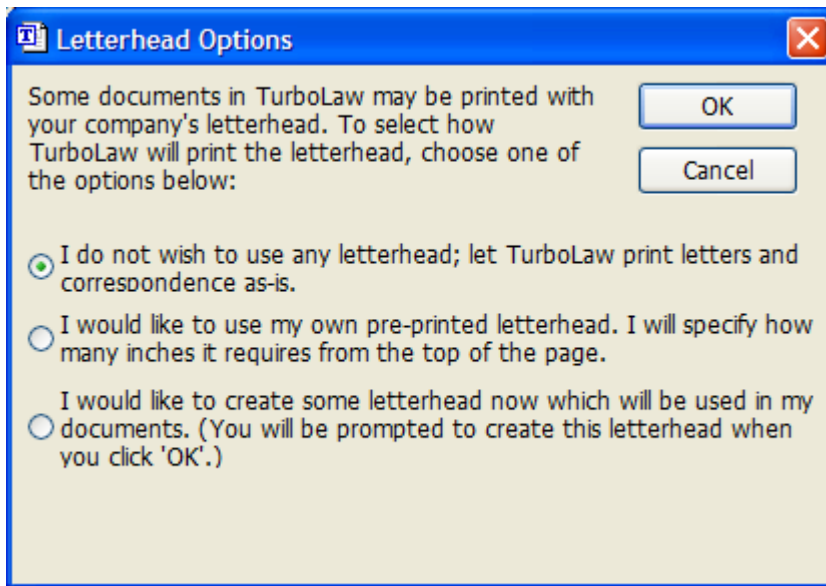 Letterhead Options
Some documents in TurboLaw may be printed with
your company's letterhead. To select how
TurboLaw will print the letterhead, choose one of
the options below:
OK
Cancel
I do not wish to use any letterhead; let TurboLaw print letters and
correspondence as-is.
I would like to use my own pre-printed letterhead. I will specify how
many inches it requires from the top of the page.
I would like to create some letterhead now which will be used in my
documents. (You will be prompted to create this letterhead when
you click 'OK'.)